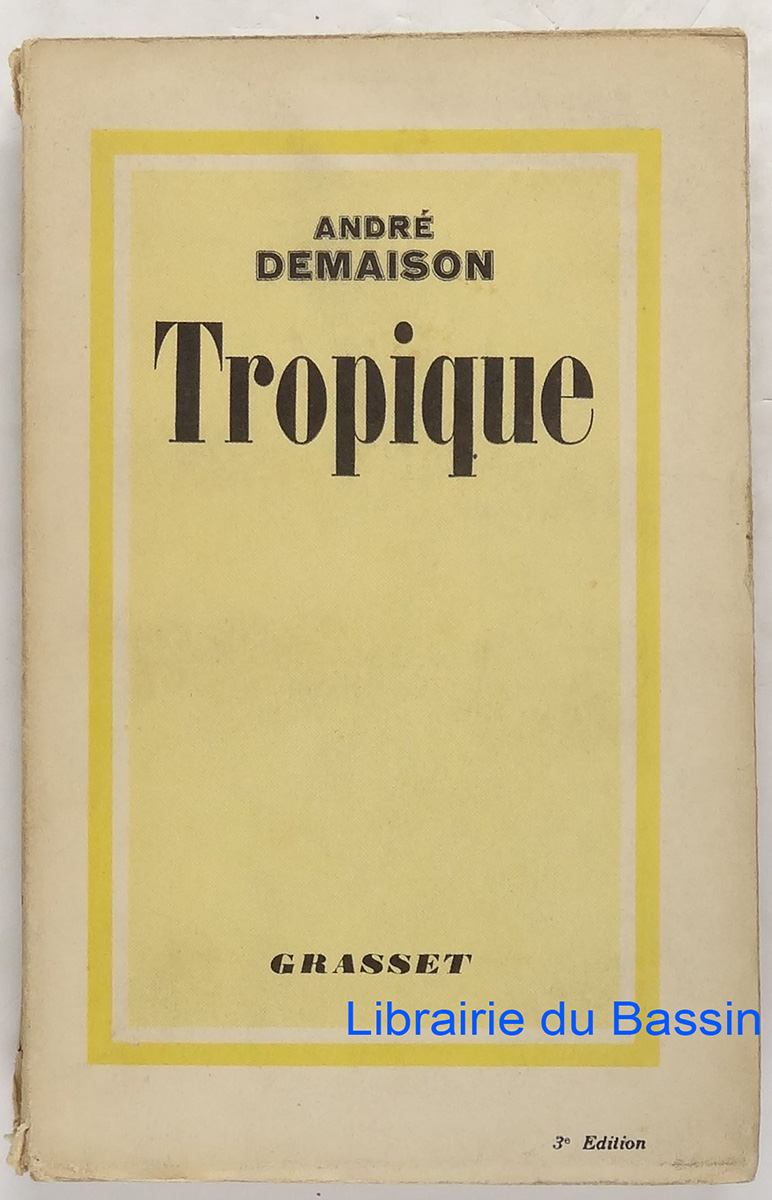 ANDRÉ
DEMAISON
Tropique
GRASSET
Librairie du Bassin
3e Edition